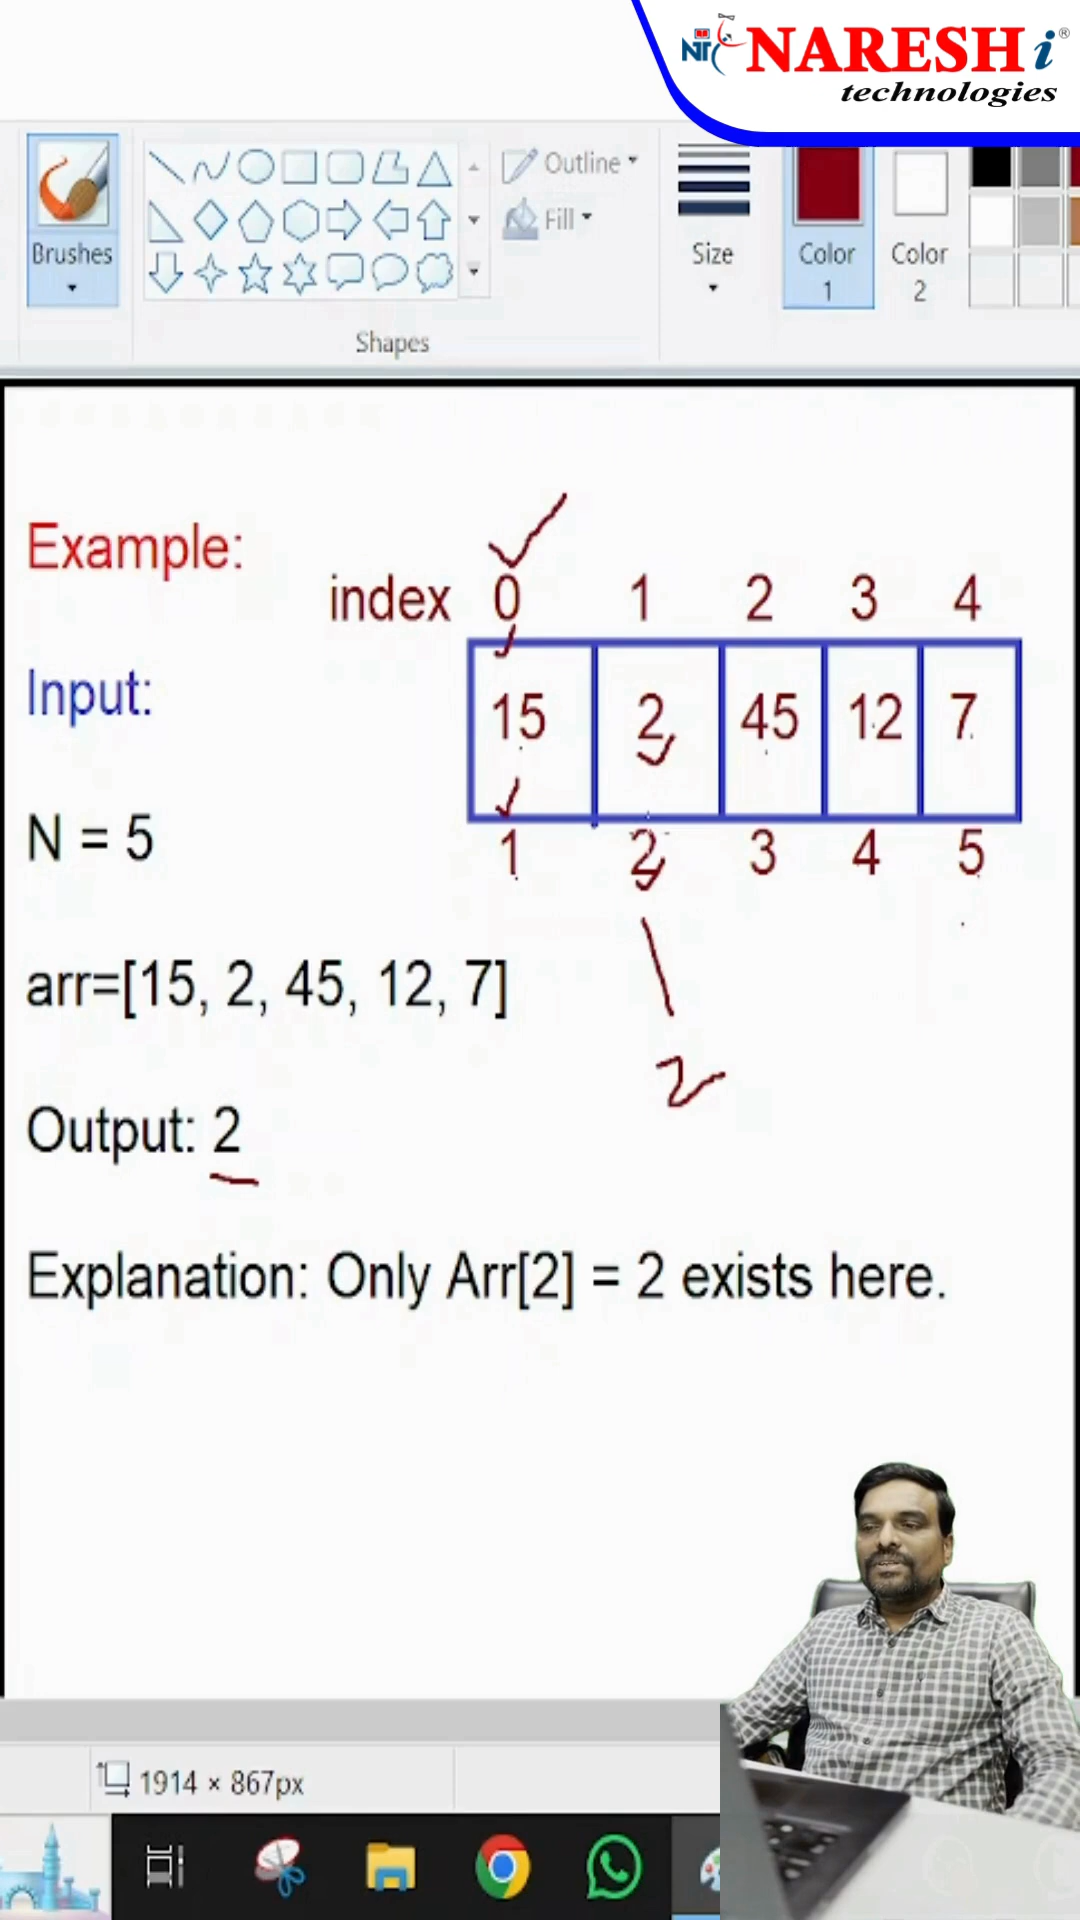 NT NARESH i ®
technologies
Brushes
Outline
Fill
Shapes
Size
Color
1
Color
2
Example:
index 0 1 2 3 4
Input:
15 2 45 12 7
N = 5
1 2 3 4 5
arr=[15, 2, 45, 12, 7]
2
Output: 2
Explanation: Only Arr[2] = 2 exists here.
1914 × 867px